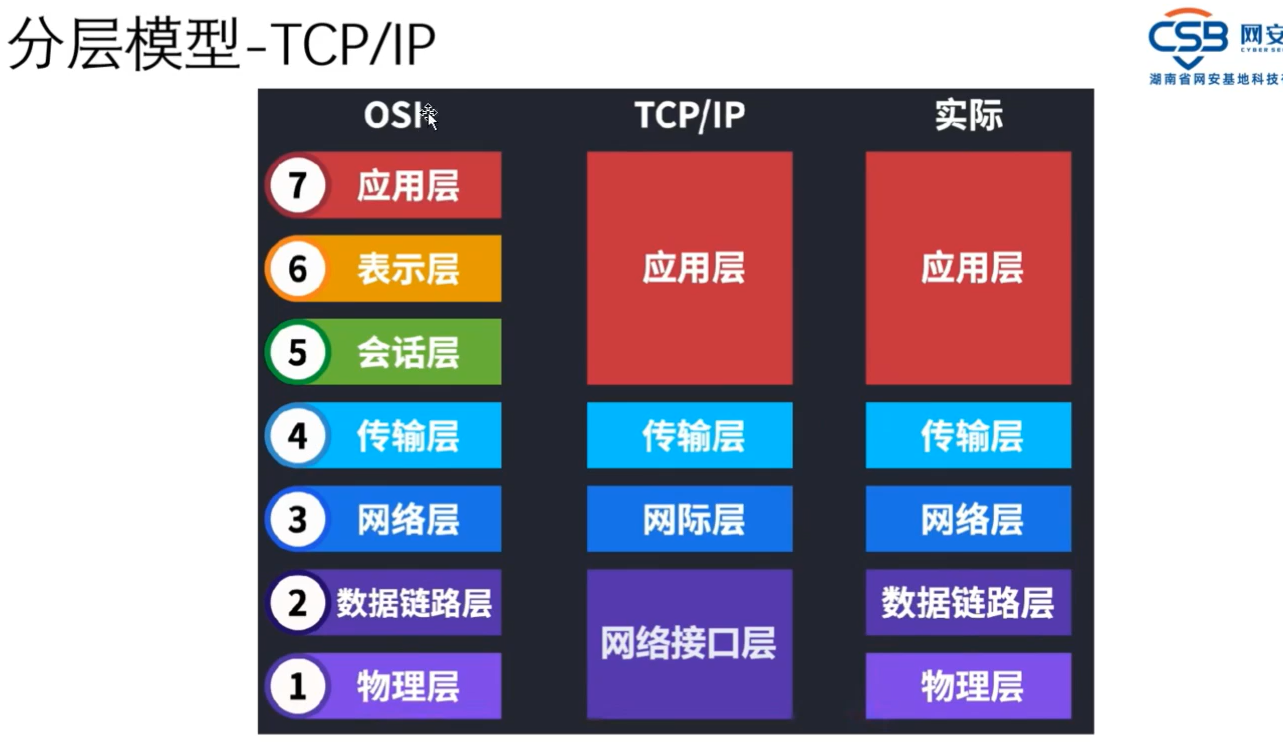 分层模型-TCP/IP
CSB 网安
湖南省网安基地科技
OSI TCP/IP 实际
7 应用层
6 表示层
5 会话层
应用层
应用层
4 传输层 传输层 传输层
3 网络层 网际层 网络层
2 数据链路层 数据链路层
网络接口层
1 物理层 物理层